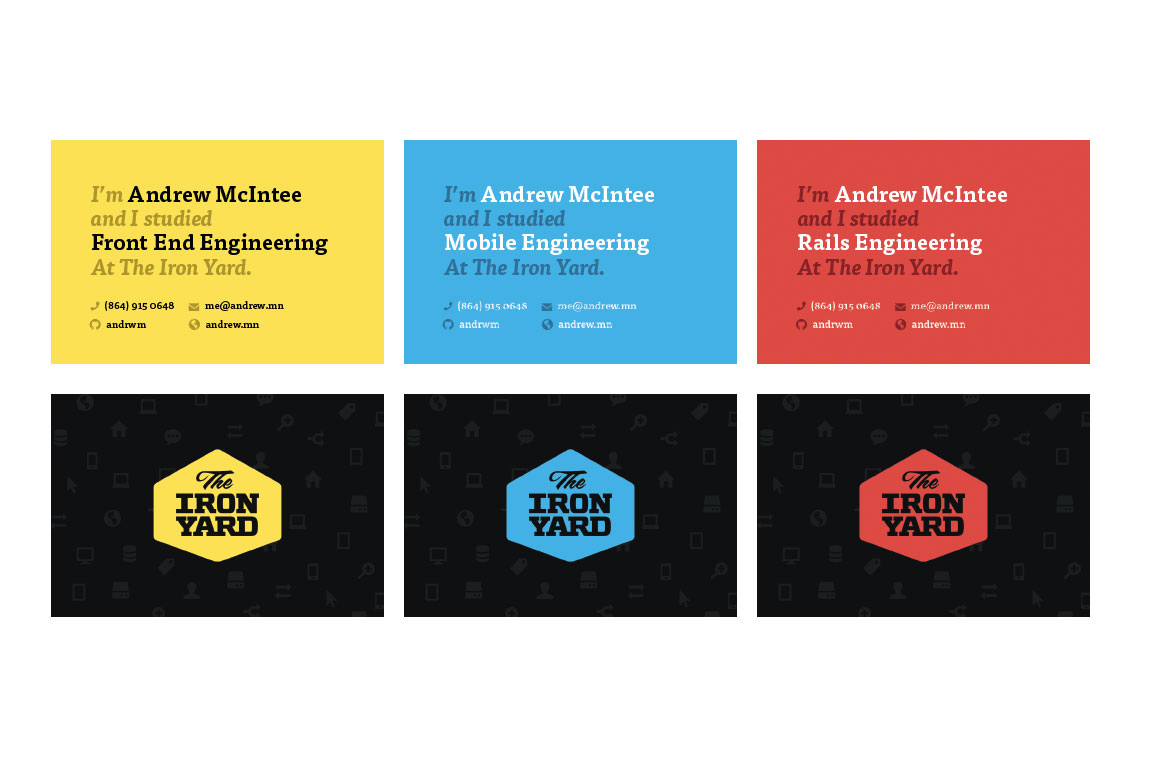 I'm Andrew McIntee
and I studied
Front End Engineering
At The Iron Yard.
(864) 915 0648 me@andrew.mn
andrwm andrew.mn
I'm Andrew McIntee
and I studied
Mobile Engineering
At The Iron Yard.
(864) 915 0648 me@andrew.mn
andrwm andrew.mn
I'm Andrew McIntee
and I studied
Rails Engineering
At The Iron Yard.
(864) 915 0648 me@andrew.mn
andrwm andrew.mn
The
IRON
YARD
The
IRON
YARD
The
IRON
YARD